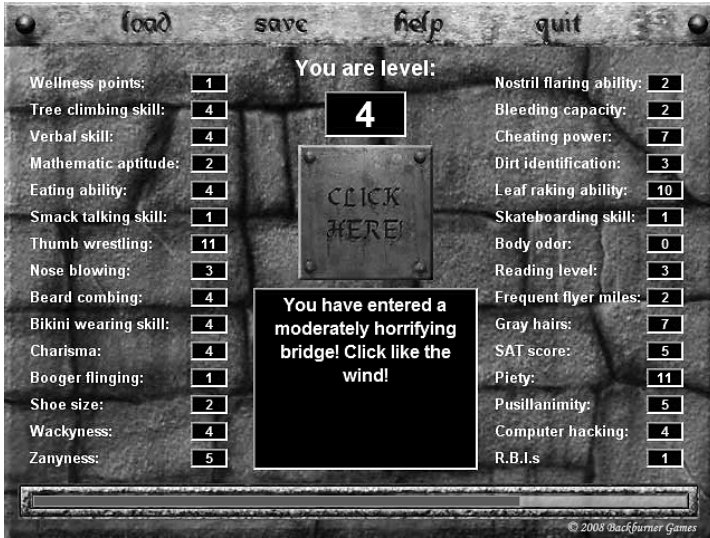 load save help quit
You are level:
4
CLICK
HERE!
You have entered a
moderately horrifying
bridge! Click like the
wind!
Wellness points: 1
Tree climbing skill: 4
Verbal skill: 4
Mathematic aptitude: 2
Eating ability: 4
Smack talking skill: 1
Thumb wrestling: 11
Nose blowing: 3
Beard combing: 4
Bikini wearing skill: 4
Charisma: 4
Booger flinging: 1
Shoe size: 2
Wackyness: 4
Zanyness: 5
Nostril flaring ability: 2
Bleeding capacity: 2
Cheating power: 7
Dirt identification: 3
Leaf raking ability: 10
Skateboarding skill: 1
Body odor: 0
Reading level: 3
Frequent flyer miles: 2
Gray hairs: 7
SAT score: 5
Piety: 11
Pusillanimity: 5
Computer hacking: 4
R.B.I.s 1
© 2008 Backburner Games